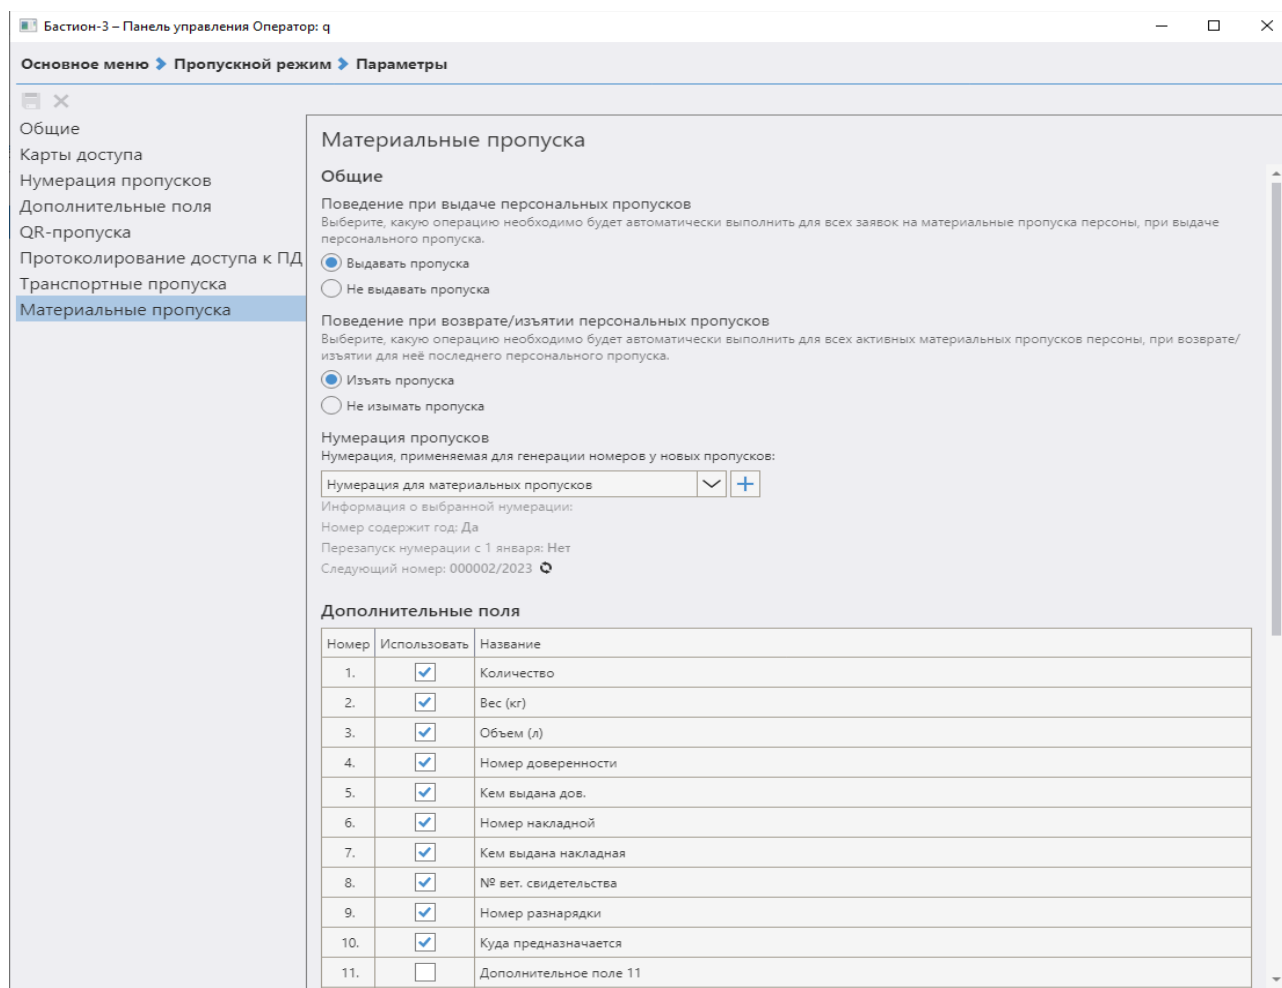 Бастион-3 – Панель управления Оператор: q
Основное меню Пропускной режим Параметры
Общие
Карты доступа
Нумерация пропусков
Дополнительные поля
QR-пропуска
Протоколирование доступа к ПД
Транспортные пропуска
Материальные пропуска
Материальные пропуска
Общие
Поведение при выдаче персональных пропусков
Выберите, какую операцию необходимо будет автоматически выполнить для всех заявок на материальные пропуска персоны, при выдаче
персонального пропуска.
Выдавать пропуска
Не выдавать пропуска
Поведение при возврате/изъятии персональных пропусков
Выберите, какую операцию необходимо будет автоматически выполнить для всех активных материальных пропусков персоны, при возврате/
изъятии для неё последнего персонального пропуска.
Изъять пропуска
Не изымать пропуска
Нумерация пропусков
Нумерация, применяемая для генерации номеров у новых пропусков:
Нумерация для материальных пропусков
Информация о выбранной нумерации:
Номер содержит год: Да
Перезапуск нумерации с 1 января: Нет
Следующий номер: 000002/2023
Дополнительные поля
Номер Использовать Название
1. Количество
2. Вес (кг)
3. Объем (л)
4. Номер доверенности
5. Кем выдана дов.
6. Номер накладной
7. Кем выдана накладная
8. № вет. свидетельства
9. Номер разнарядки
10. Куда предназначается
11. Дополнительное поле 11